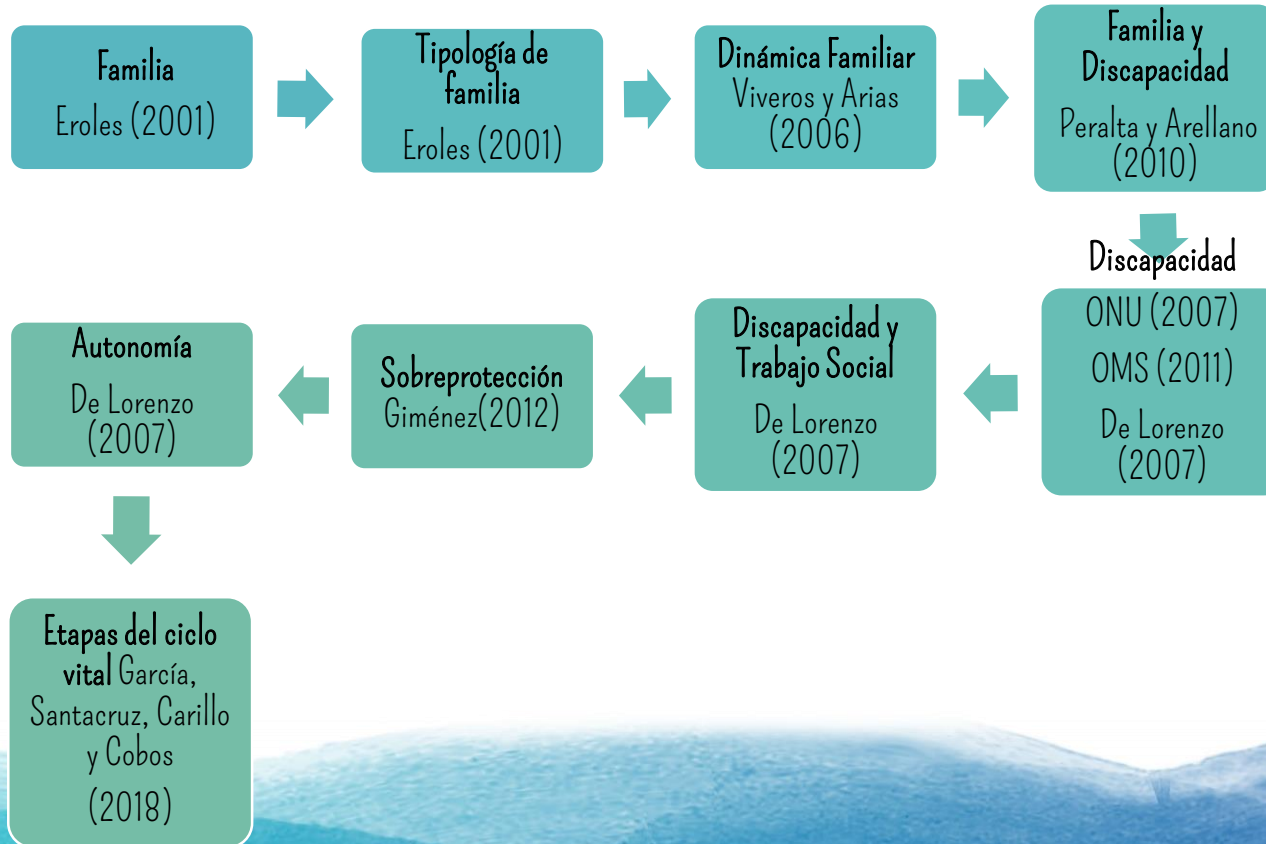 Familia
Eroles (2001)
Tipología de
familia
Eroles (2001)
Dinámica Familiar
Viveros y Arias
(2006)
Familia y
Discapacidad
Peralta y Arellano
(2010)
Discapacidad
ONU (2007)
OMS (2011)
De Lorenzo
(2007)
Discapacidad y
Trabajo Social
De Lorenzo
(2007)
Sobreprotección
Giménez(2012)
Autonomía
De Lorenzo
(2007)
Etapas del ciclo
vital García,
Santacruz, Carillo
y Cobos
(2018)